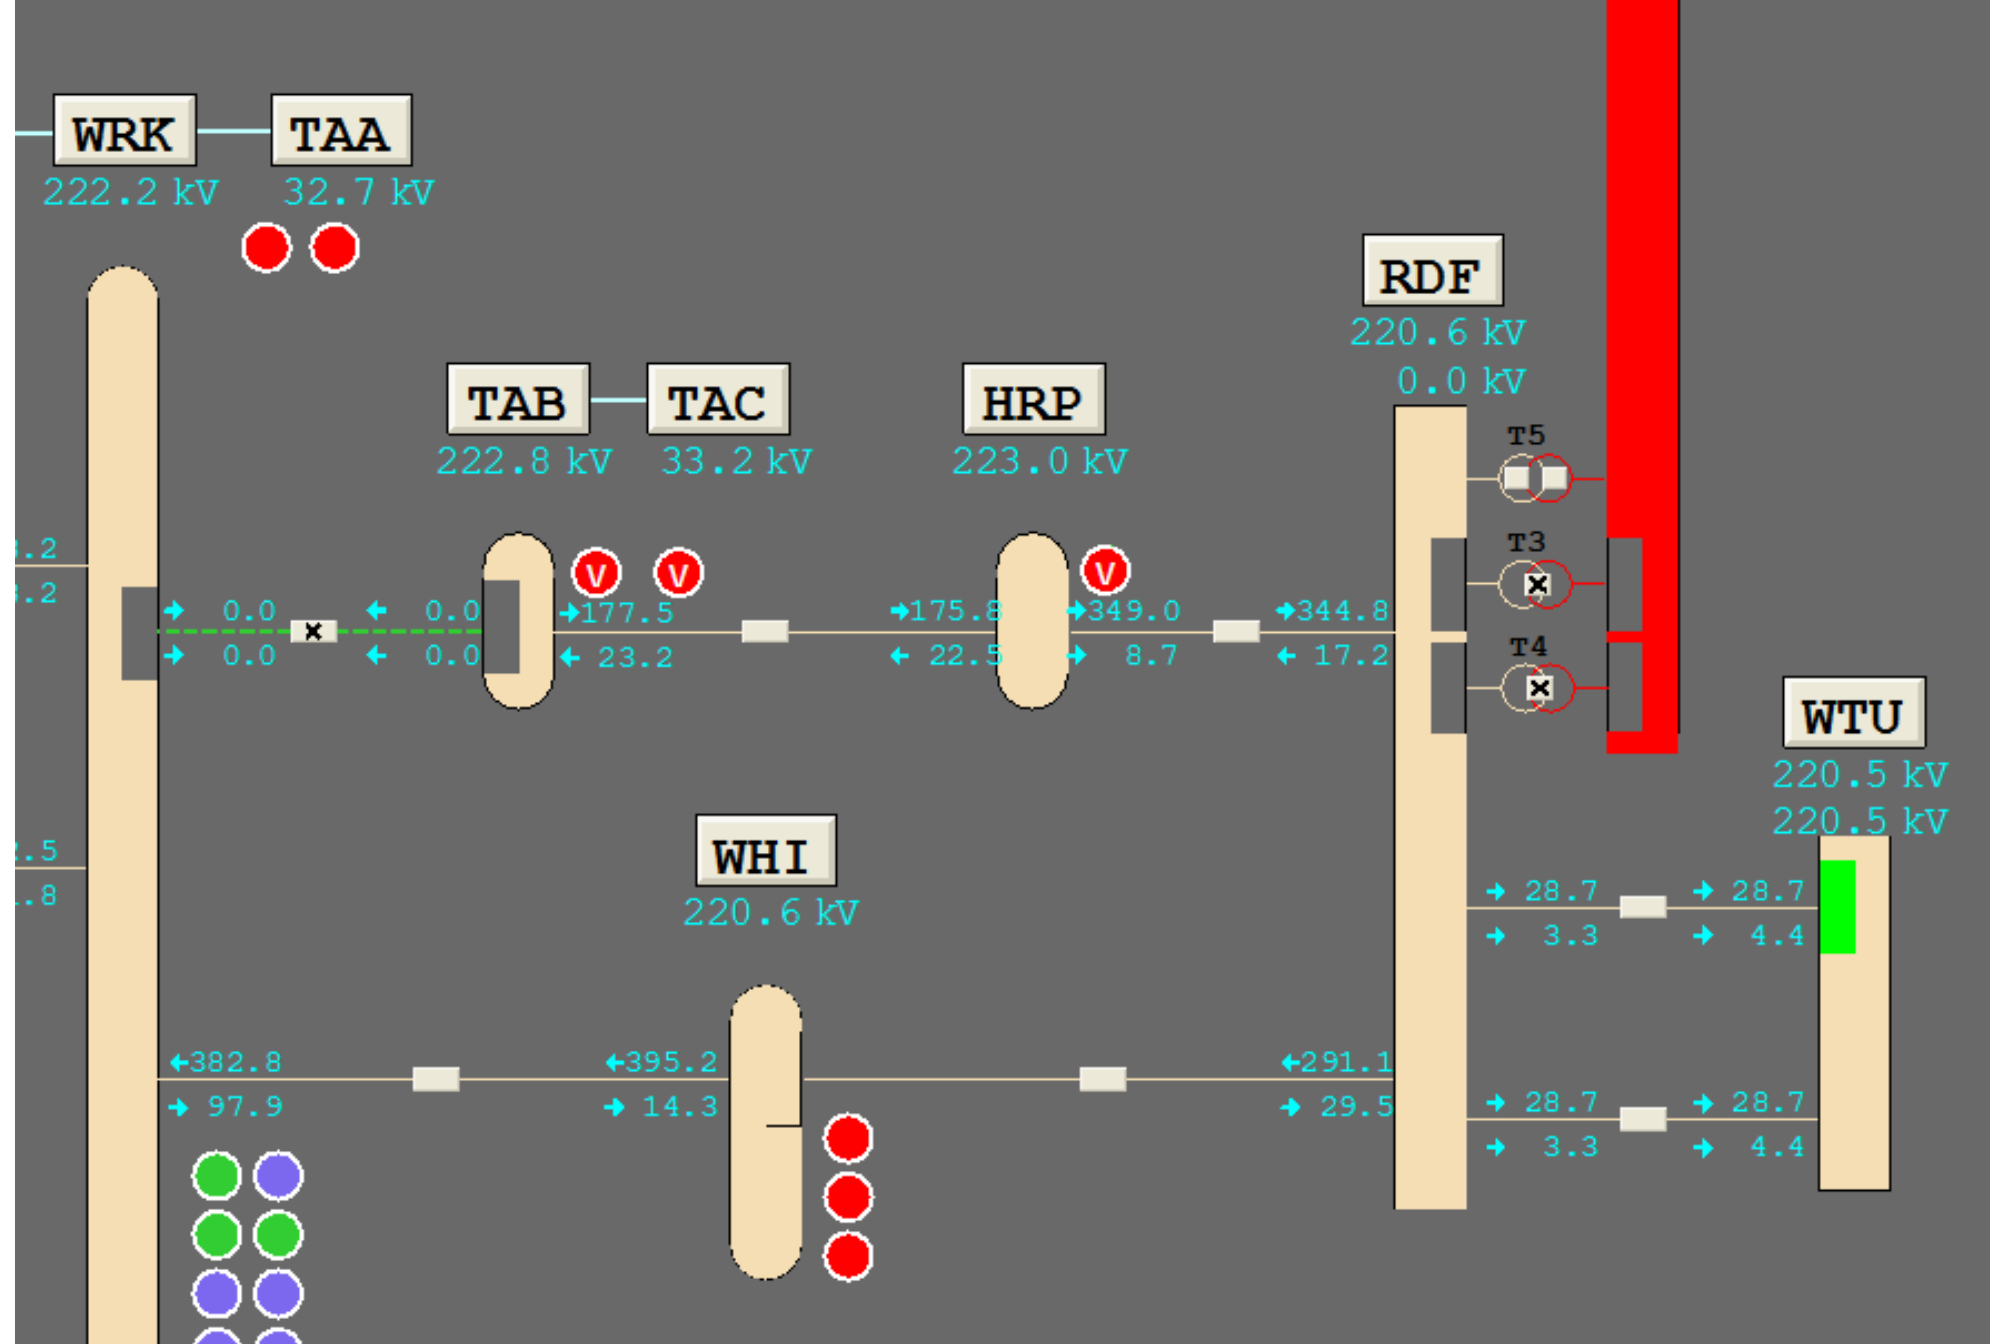 WRK TAA
222.2 kV 32.7 kV
RDF
220.6 kV
0.0 kV
TAB TAC HRP
222.8 kV 33.2 kV 223.0 kV
T5
T3
.2
.2
V V V
→ 0.0 ← 0.0 →177.5 →175.8 →349.0 →344.8
→ 0.0 ← 0.0 ← 23.2 ← 22.5 → 8.7 ← 17.2
T4
WTU
220.5 kV
220.5 kV
WHI
220.6 kV
.5
.8
→ 28.7 → 28.7
→ 3.3 → 4.4
←382.8 ←395.2 ←291.1
→ 97.9 → 14.3 → 29.5
→ 28.7 → 28.7
→ 3.3 → 4.4